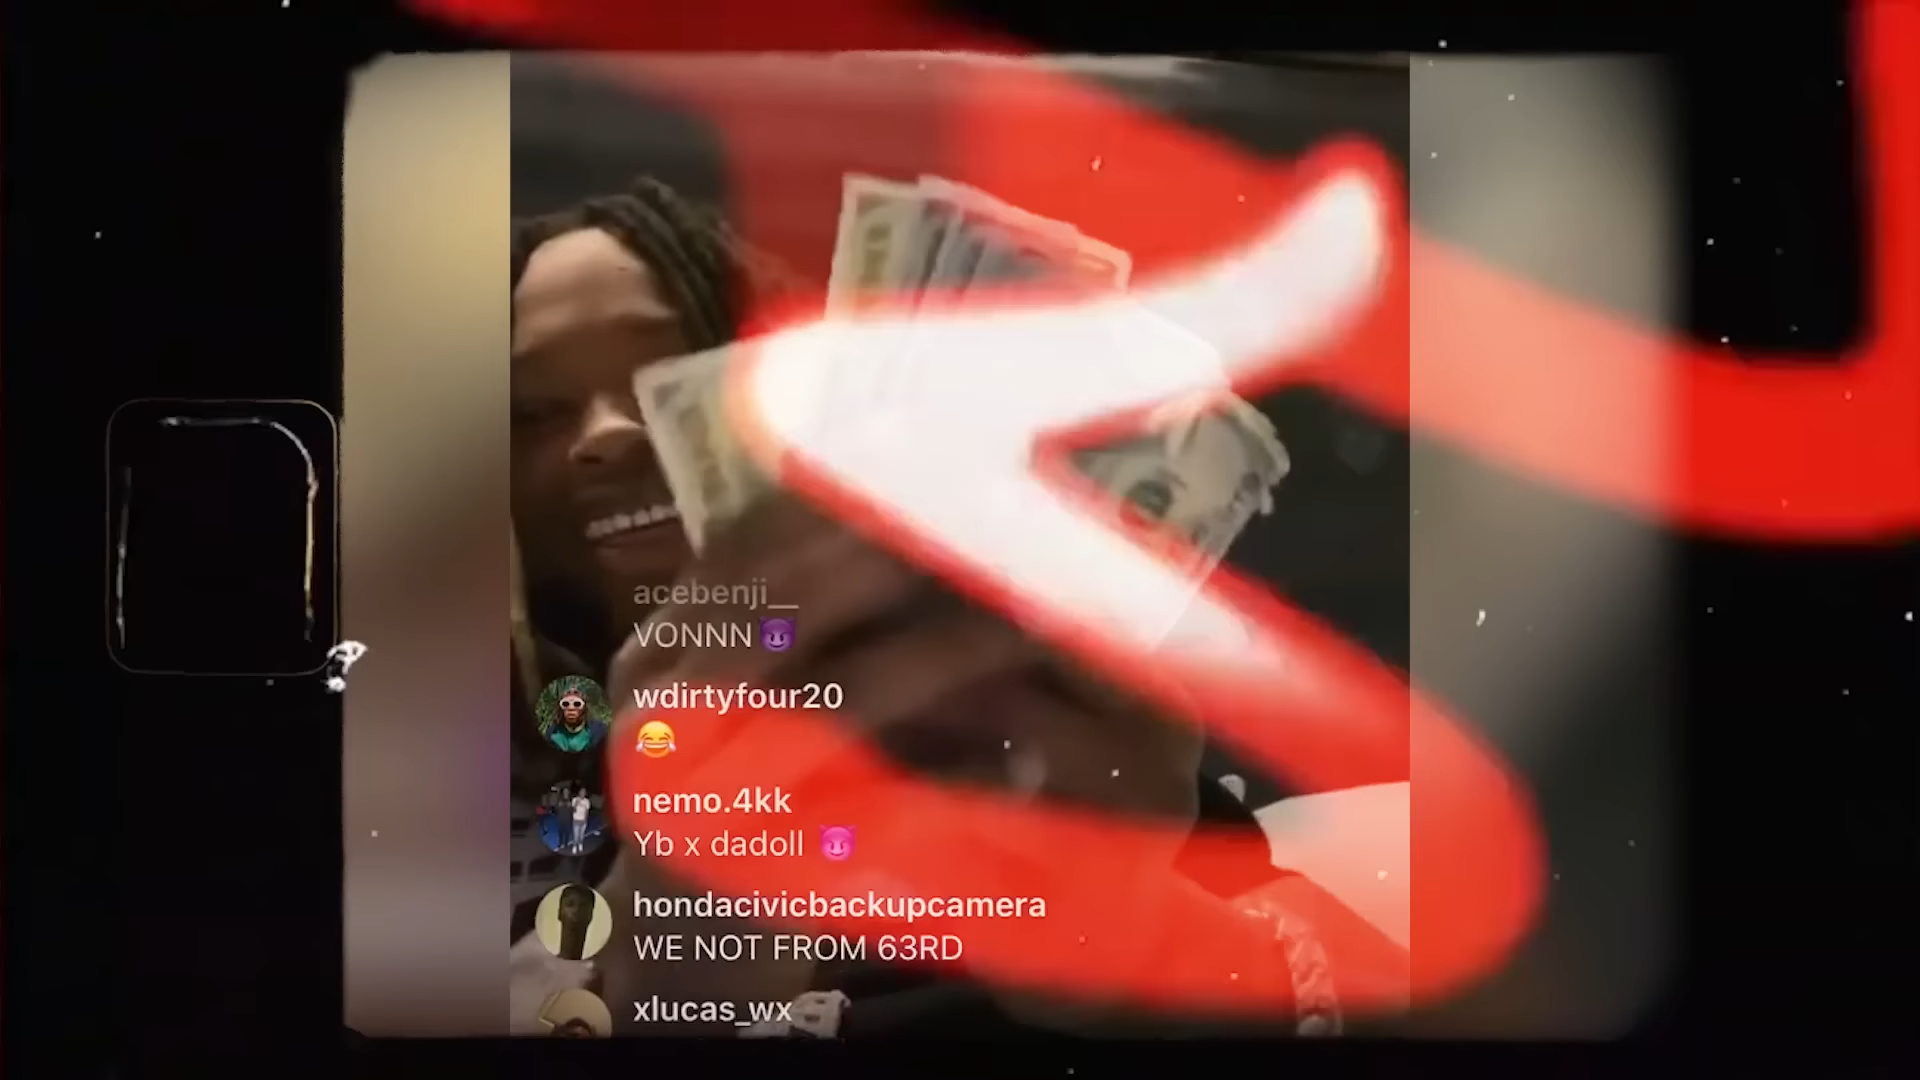 acebenji__
VONNN😈
wdirtyfour20
😂
nemo.4kk
Yb x dadoll 😈
hondacivicbackupcamera
WE NOT FROM 63RD
xlucas_wx